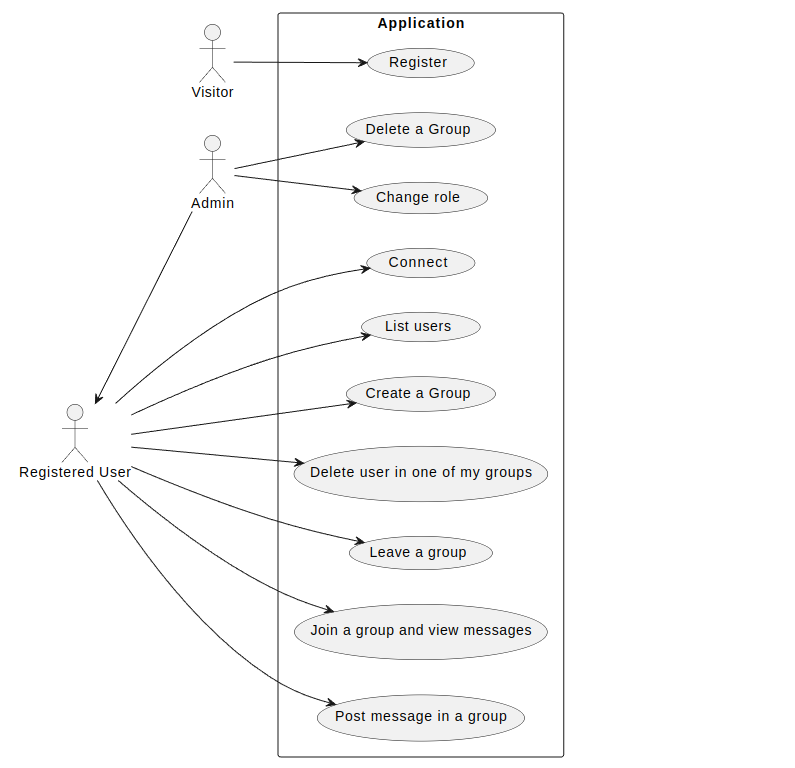 Application
Register
Visitor
Delete a Group
Change role
Admin
Connect
List users
Create a Group
Registered User
Delete user in one of my groups
Leave a group
Join a group and view messages
Post message in a group